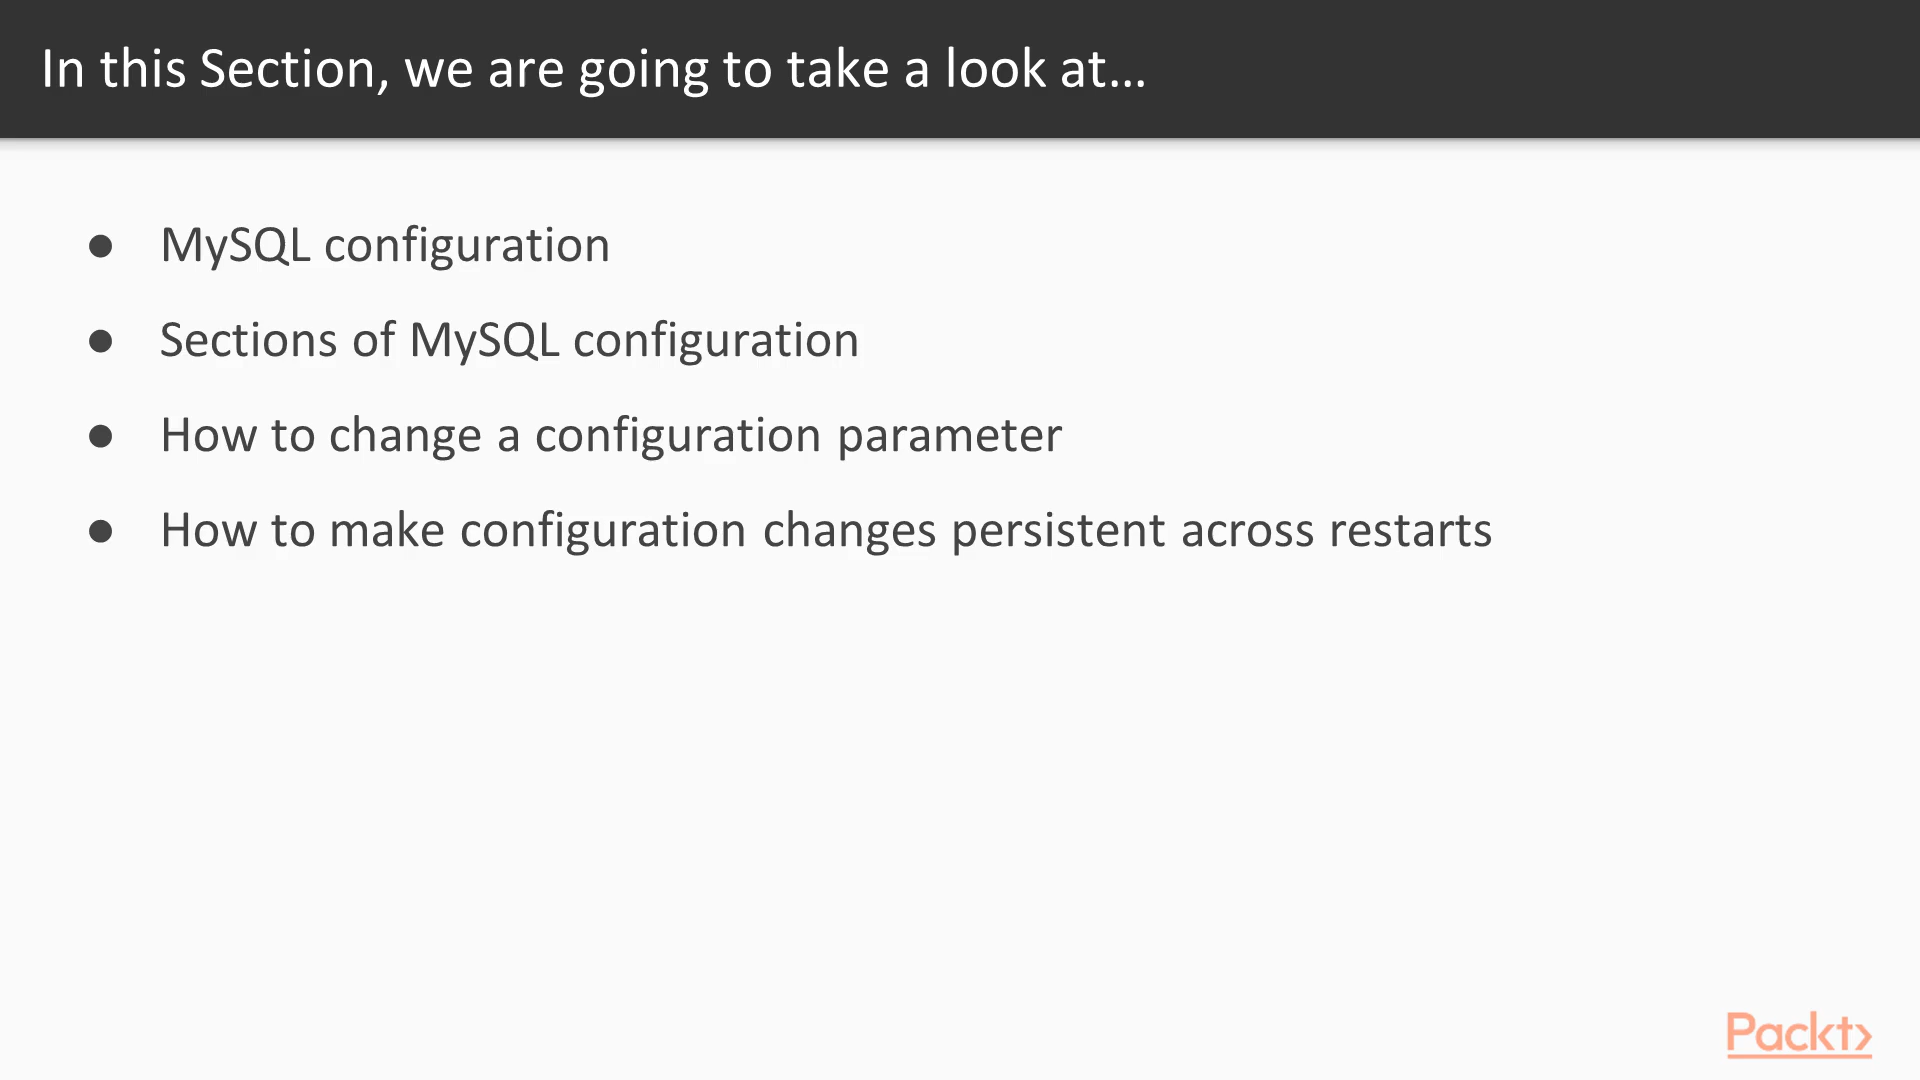 In this Section, we are going to take a look at...
● MySQL configuration
● Sections of MySQL configuration
● How to change a configuration parameter
● How to make configuration changes persistent across restarts
Packt>